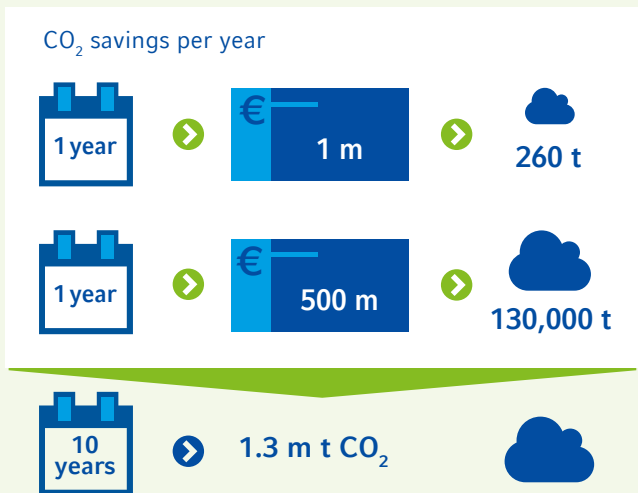 CO₂ savings per year
1 year
€
1 m
260 t
1 year
€
500 m
130,000 t
10
years
1.3 m t CO₂